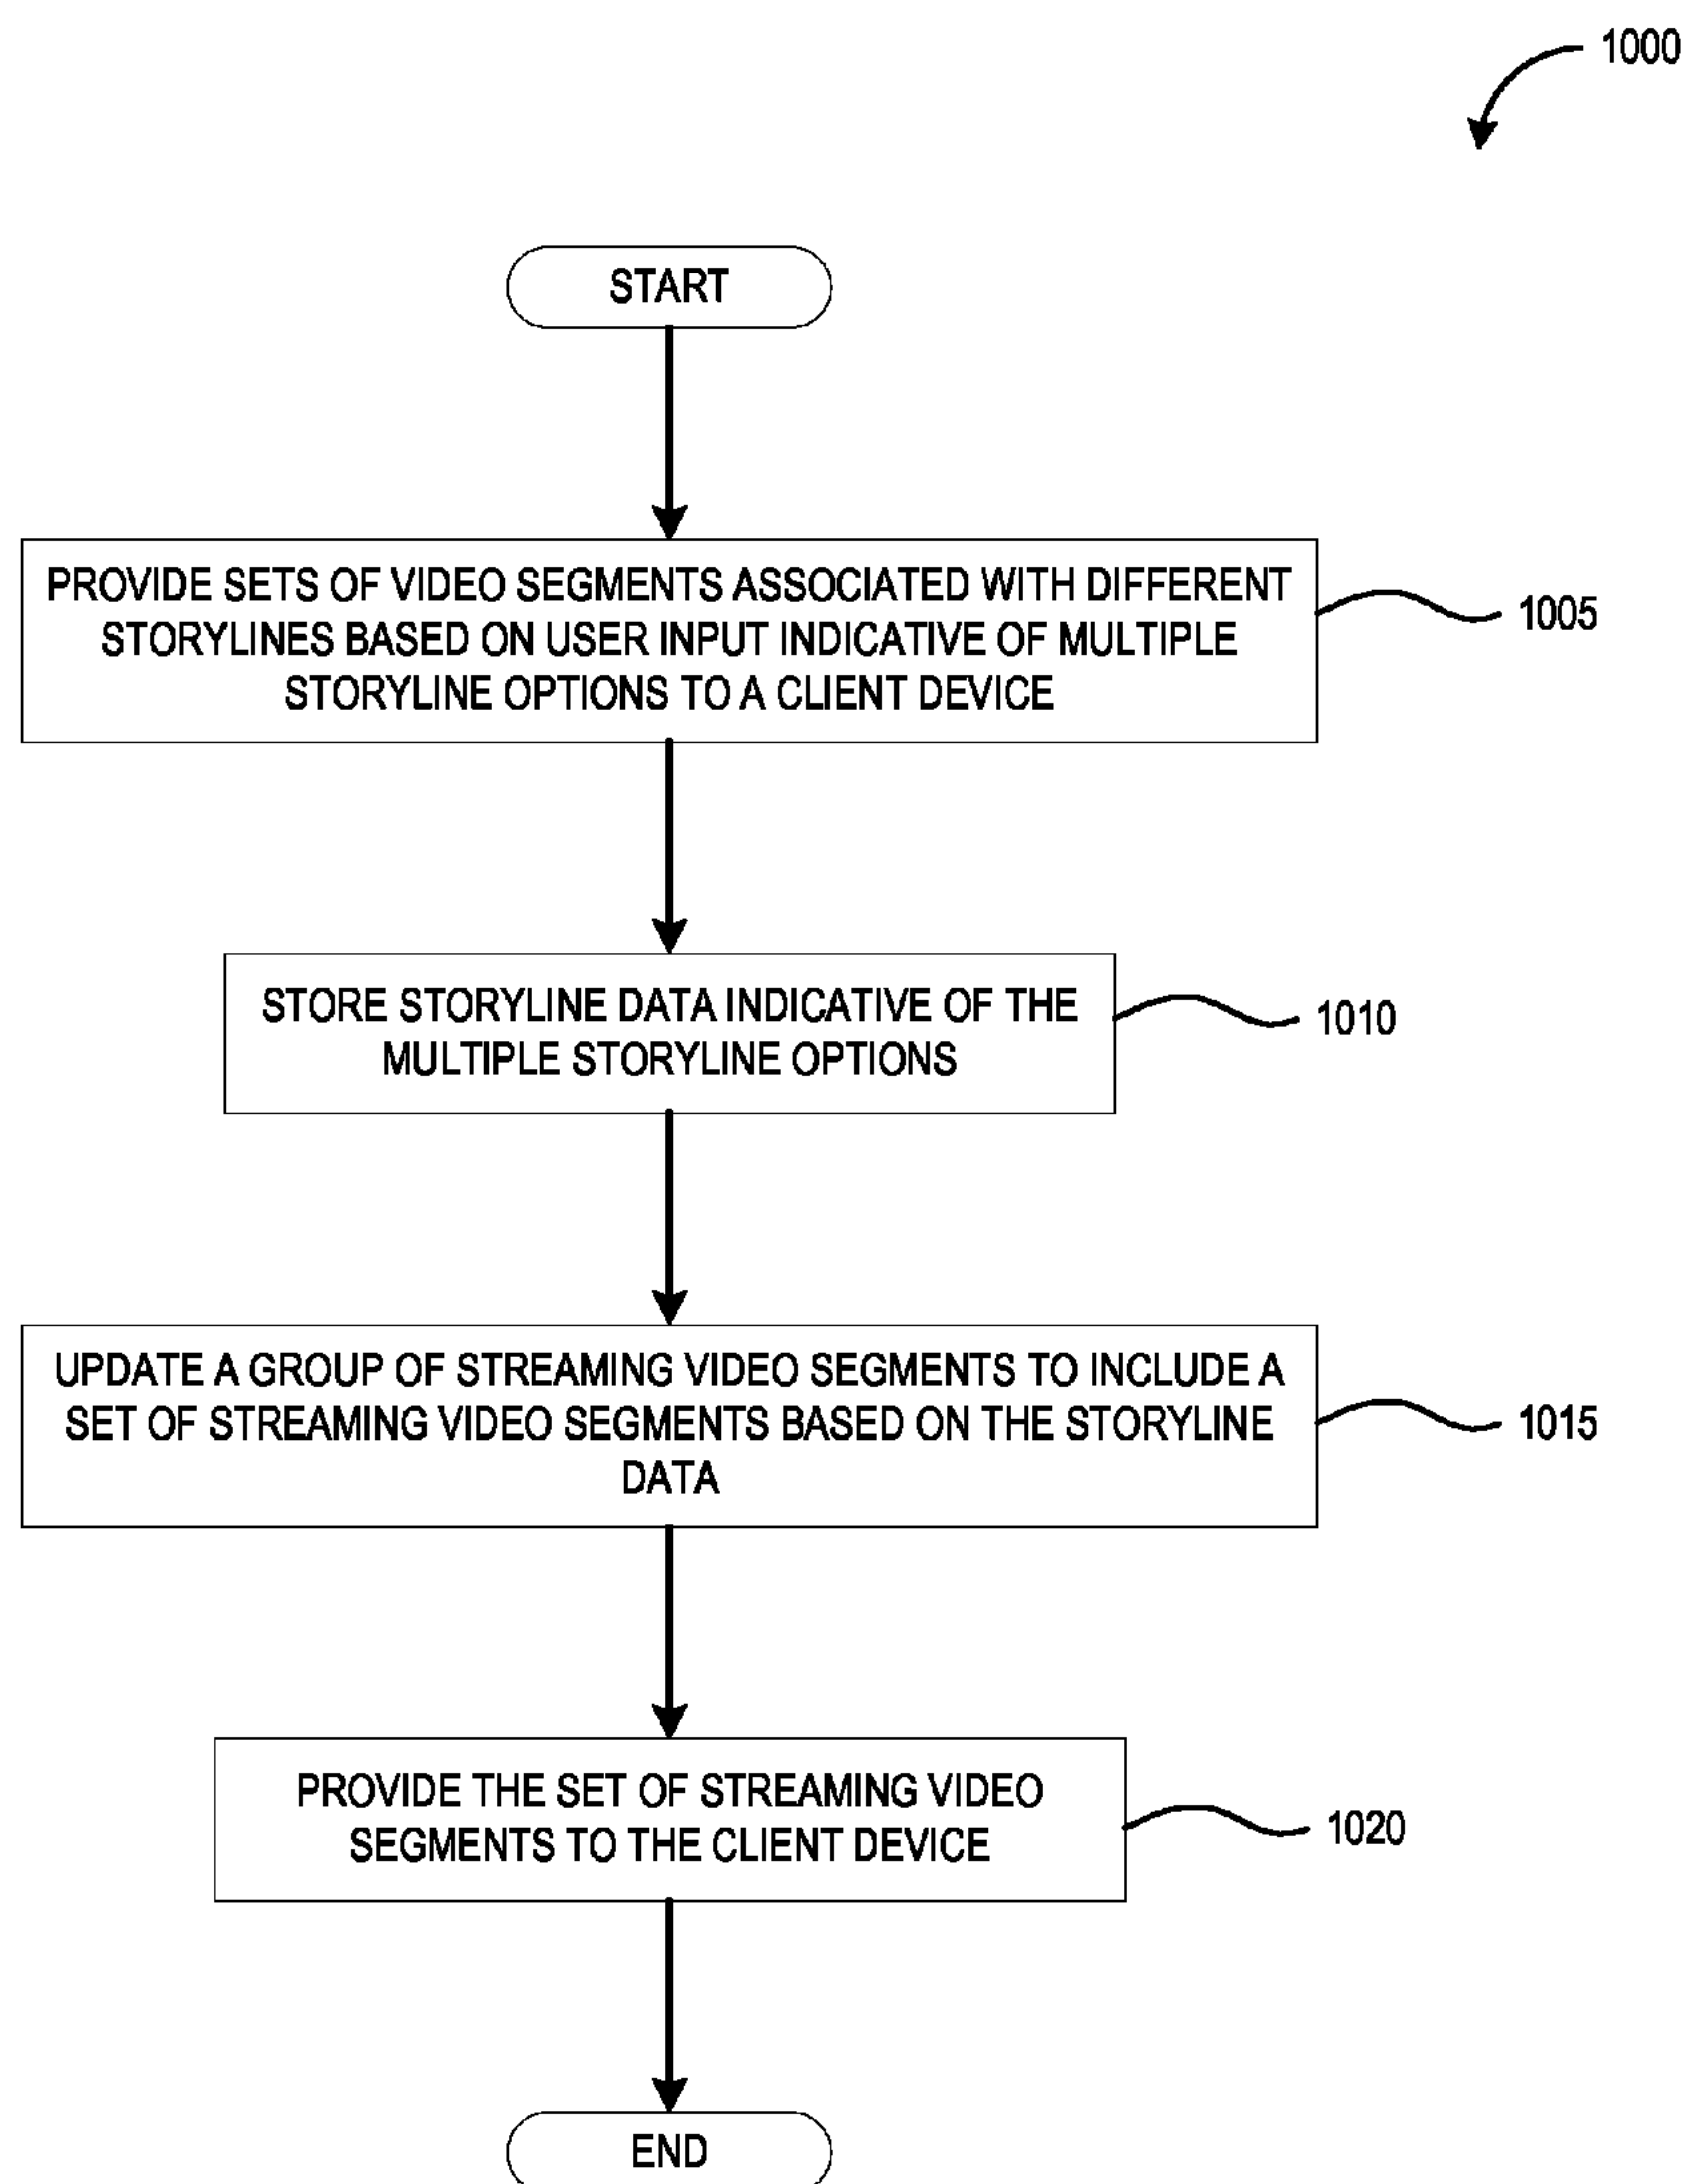 1000
START
PROVIDE SETS OF VIDEO SEGMENTS ASSOCIATED WITH DIFFERENT
STORYLINES BASED ON USER INPUT INDICATIVE OF MULTIPLE
STORYLINE OPTIONS TO A CLIENT DEVICE
1005
STORE STORYLINE DATA INDICATIVE OF THE
MULTIPLE STORYLINE OPTIONS
1010
UPDATE A GROUP OF STREAMING VIDEO SEGMENTS TO INCLUDE A
SET OF STREAMING VIDEO SEGMENTS BASED ON THE STORYLINE
DATA
1015
PROVIDE THE SET OF STREAMING VIDEO
SEGMENTS TO THE CLIENT DEVICE
1020
END